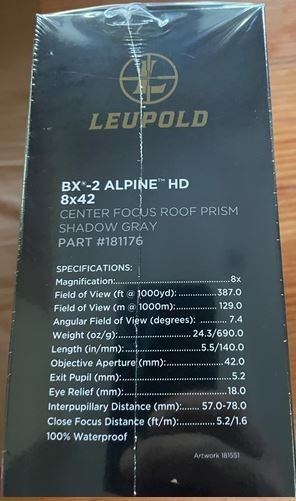 LEUPOLD
BX®-2 ALPINE™ HD
8x42
CENTER FOCUS ROOF PRISM
SHADOW GRAY
PART #181176
SPECIFICATIONS:
Magnification:..................8x
Field of View (ft @ 1000yd):..................387.0
Field of View (m @ 1000m):..................129.0
Angular Field of View (degrees):..................7.4
Weight (oz/g):..................24.3/690.0
Length (in/mm):..................5.5/140.0
Objective Aperture (mm):..................42.0
Exit Pupil (mm):..................5.2
Eye Relief (mm):..................18.0
Interpupillary Distance (mm):...... 57.0-78.0
Close Focus Distance (ft/m):..................5.2/1.6
100% Waterproof
Artwork 181551